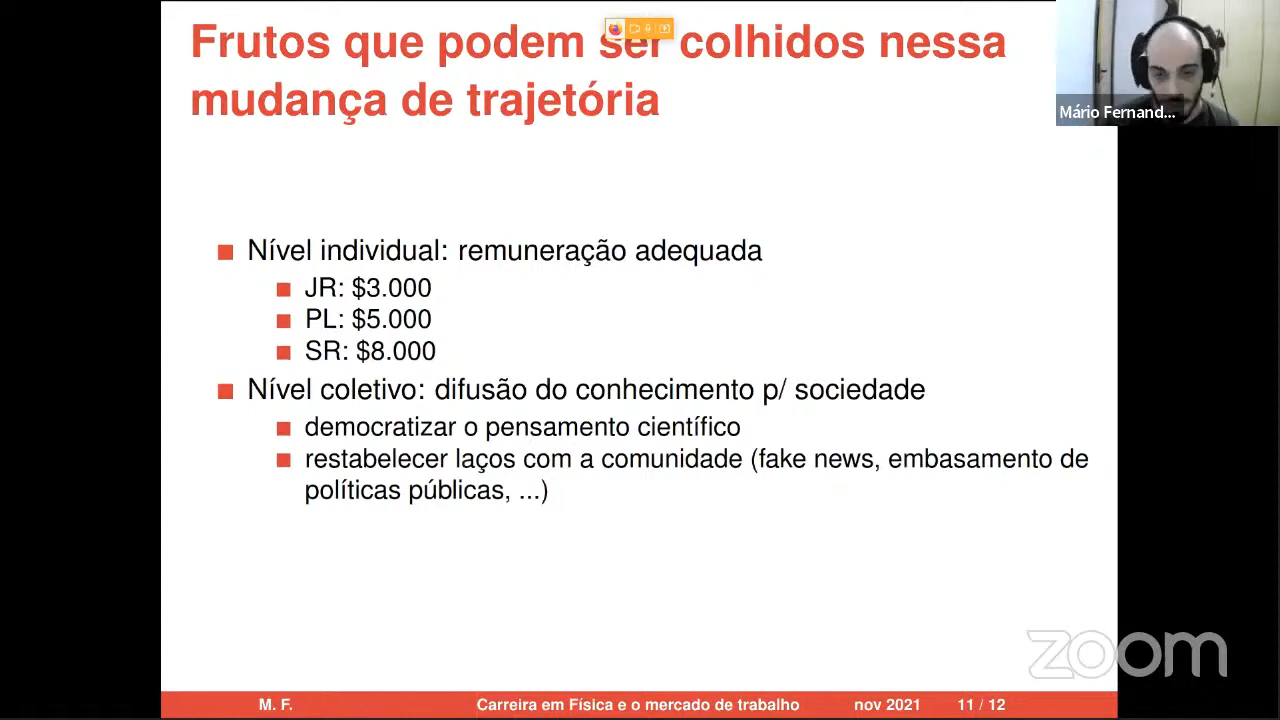 Frutos que podem ser colhidos nessa
mudança de trajetória
Mário Fernand...
Nível individual: remuneração adequada
JR: $3.000
PL: $5.000
SR: $8.000
Nível coletivo: difusão do conhecimento p/ sociedade
democratizar o pensamento científico
restabelecer laços com a comunidade (fake news, embasamento de
políticas públicas, ...)
zoom
M. F.
Carreira em Física e o mercado de trabalho
nov 2021
11 / 12